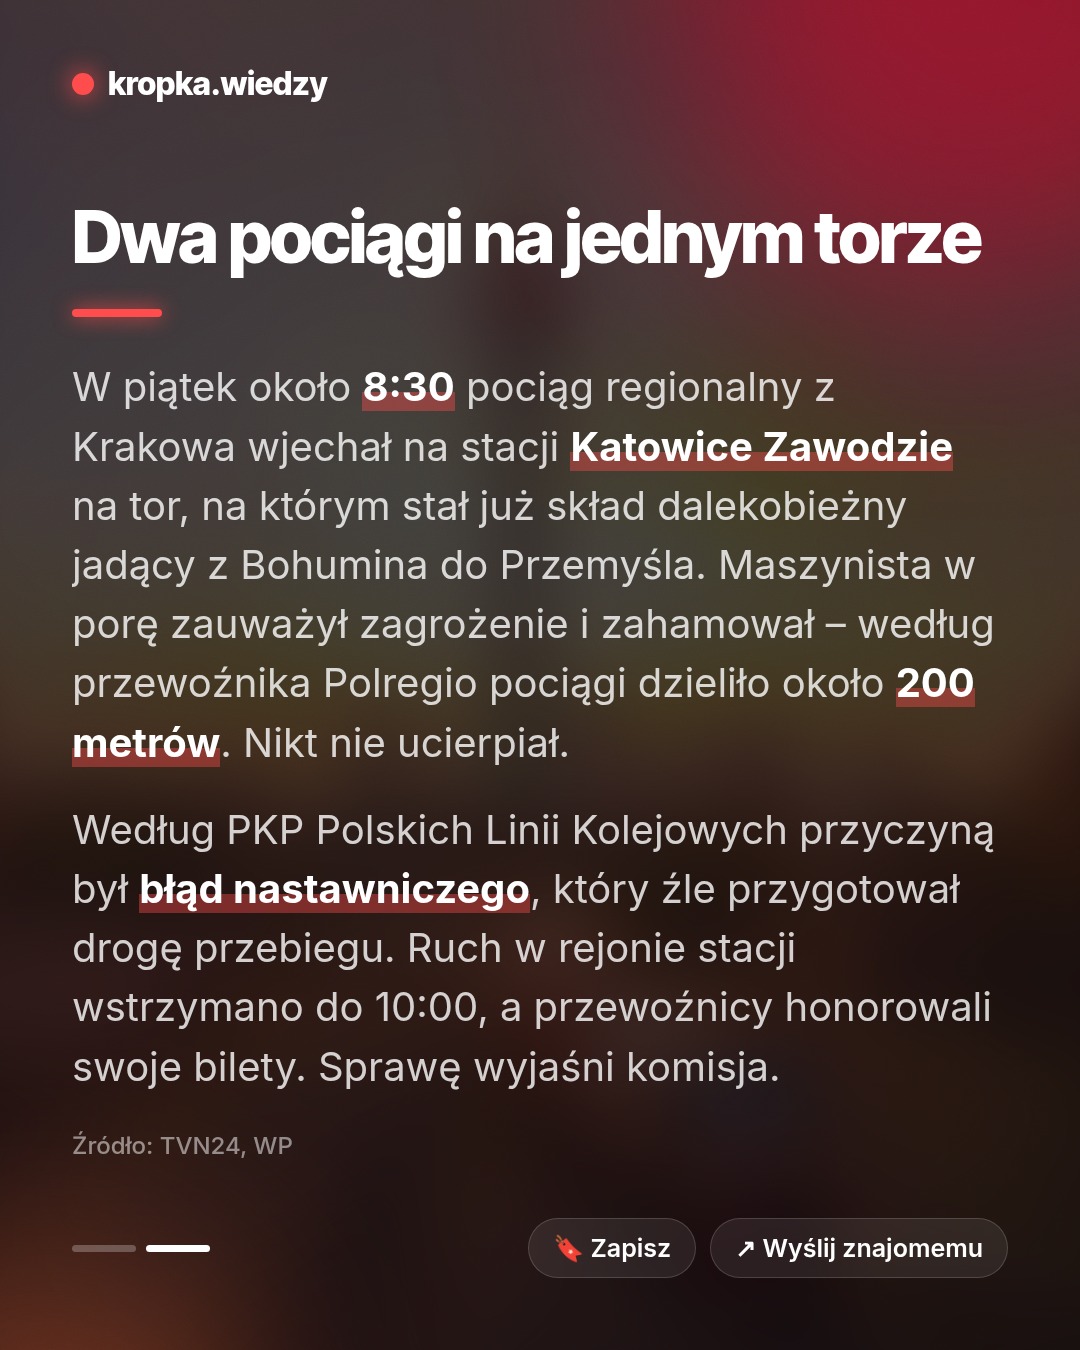 kropka.wiedzy
Dwa pociągi na jednym torze
W piątek około 8:30 pociąg regionalny z
Krakowa wjechał na stacji Katowice Zawodzie
na tor, na którym stał już skład dalekobieżny
jadący z Bohumina do Przemyśla. Maszynista w
porę zauważył zagrożenie i zahamował – według
przewoźnika Polregio pociągi dzieliło około 200
metrów. Nikt nie ucierpiał.
Według PKP Polskich Linii Kolejowych przyczyną
był błąd nastawniczego, który źle przygotował
drogę przebiegu. Ruch w rejonie stacji
wstrzymano do 10:00, a przewoźnicy honorowali
swoje bilety. Sprawę wyjaśni komisja.
Źródło: TVN24, WP
🔖 Zapisz
↗ Wyślij znajomemu